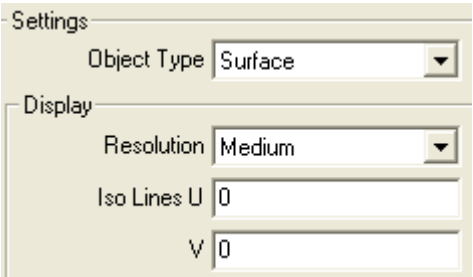 Settings
Object Type Surface
Display
Resolution Medium
Iso Lines U 0
V 0